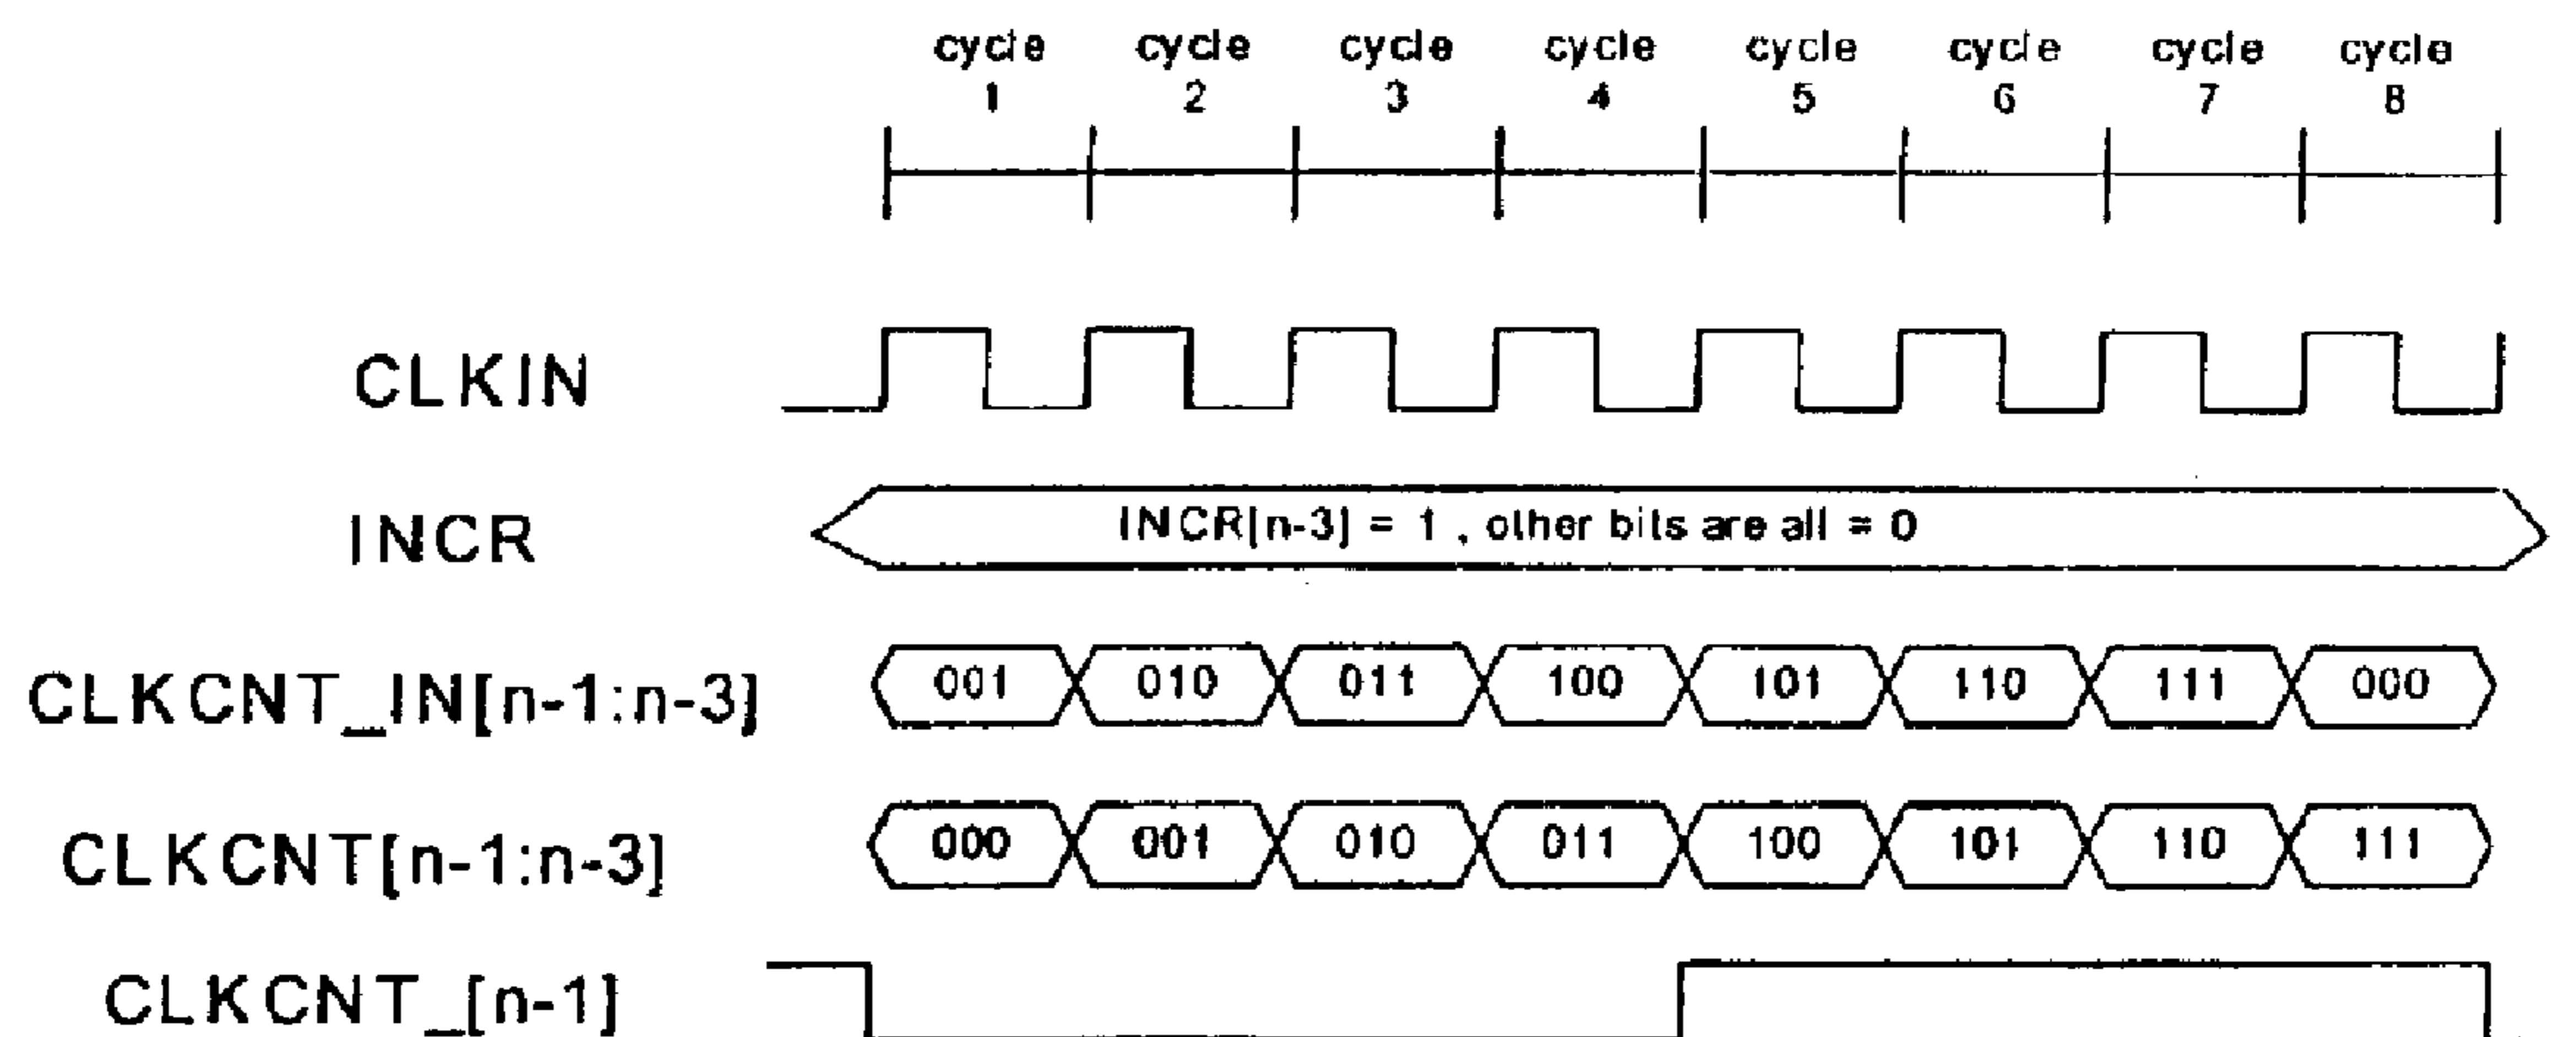 cycle cycle cycle cycle cycle cycle cycle cycle
1 2 3 4 5 6 7 8
CLKIN
INCR INCR[n-3] = 1 , other bits are all = 0
CLKCNT_IN[n-1:n-3] 001 010 011 100 101 110 111 000
CLKCNT[n-1:n-3] 000 001 010 011 100 101 110 111
CLKCNT_[n-1]